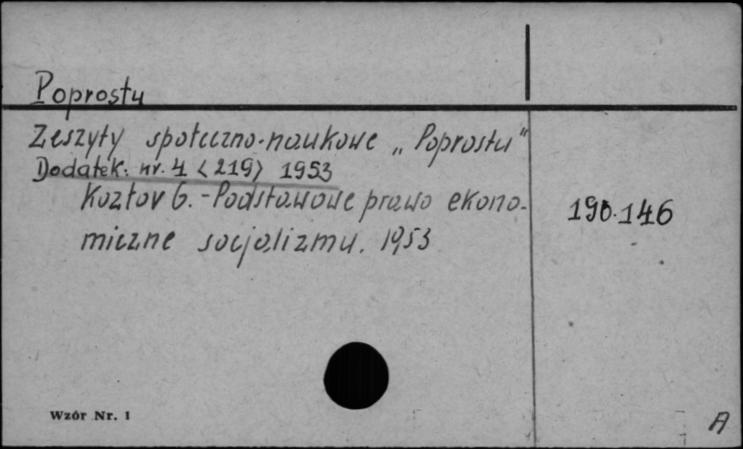 Poprostu
Zeszyty społeczno-naukowe „Poprostu"
Dodatek: nr. 4 <219> 1953
Kozłov G. - Podstawowe prawo ekono-
miczne socjalizmu. 1953
190.146
Wzór Nr. 1
A